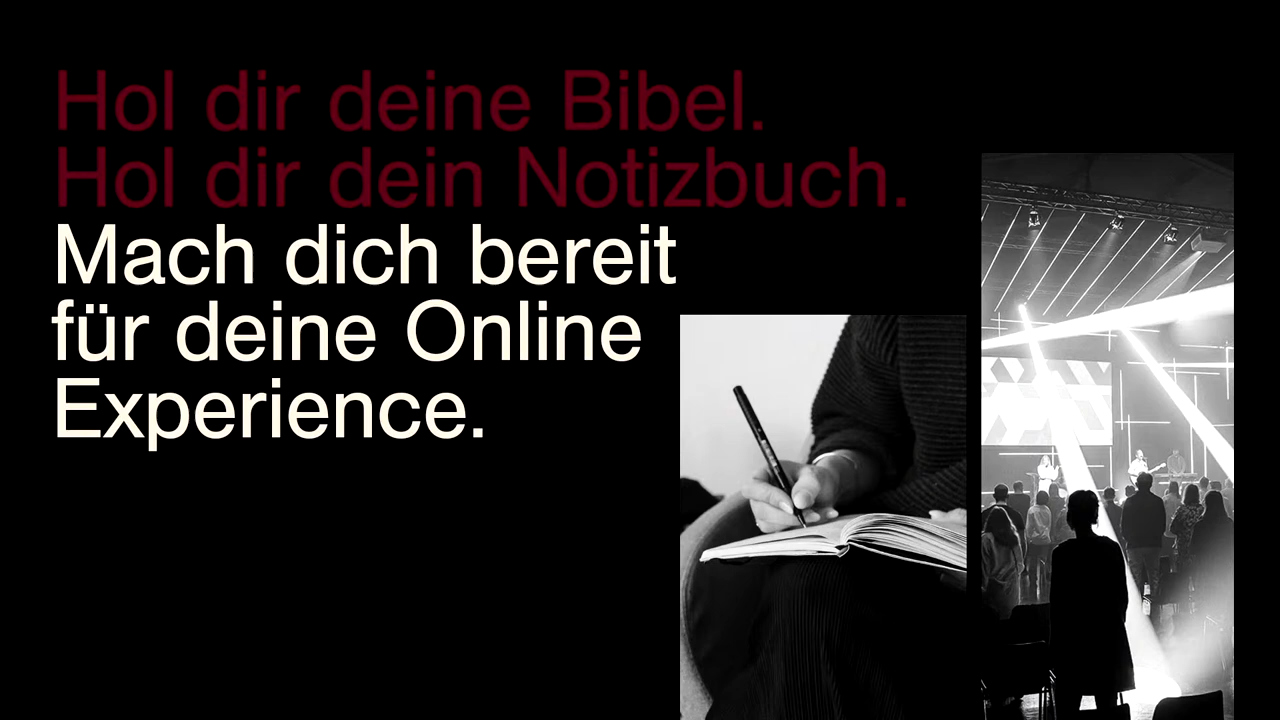 Hol dir deine Bibel.
Hol dir dein Notizbuch.
Mach dich bereit
für deine Online
Experience.